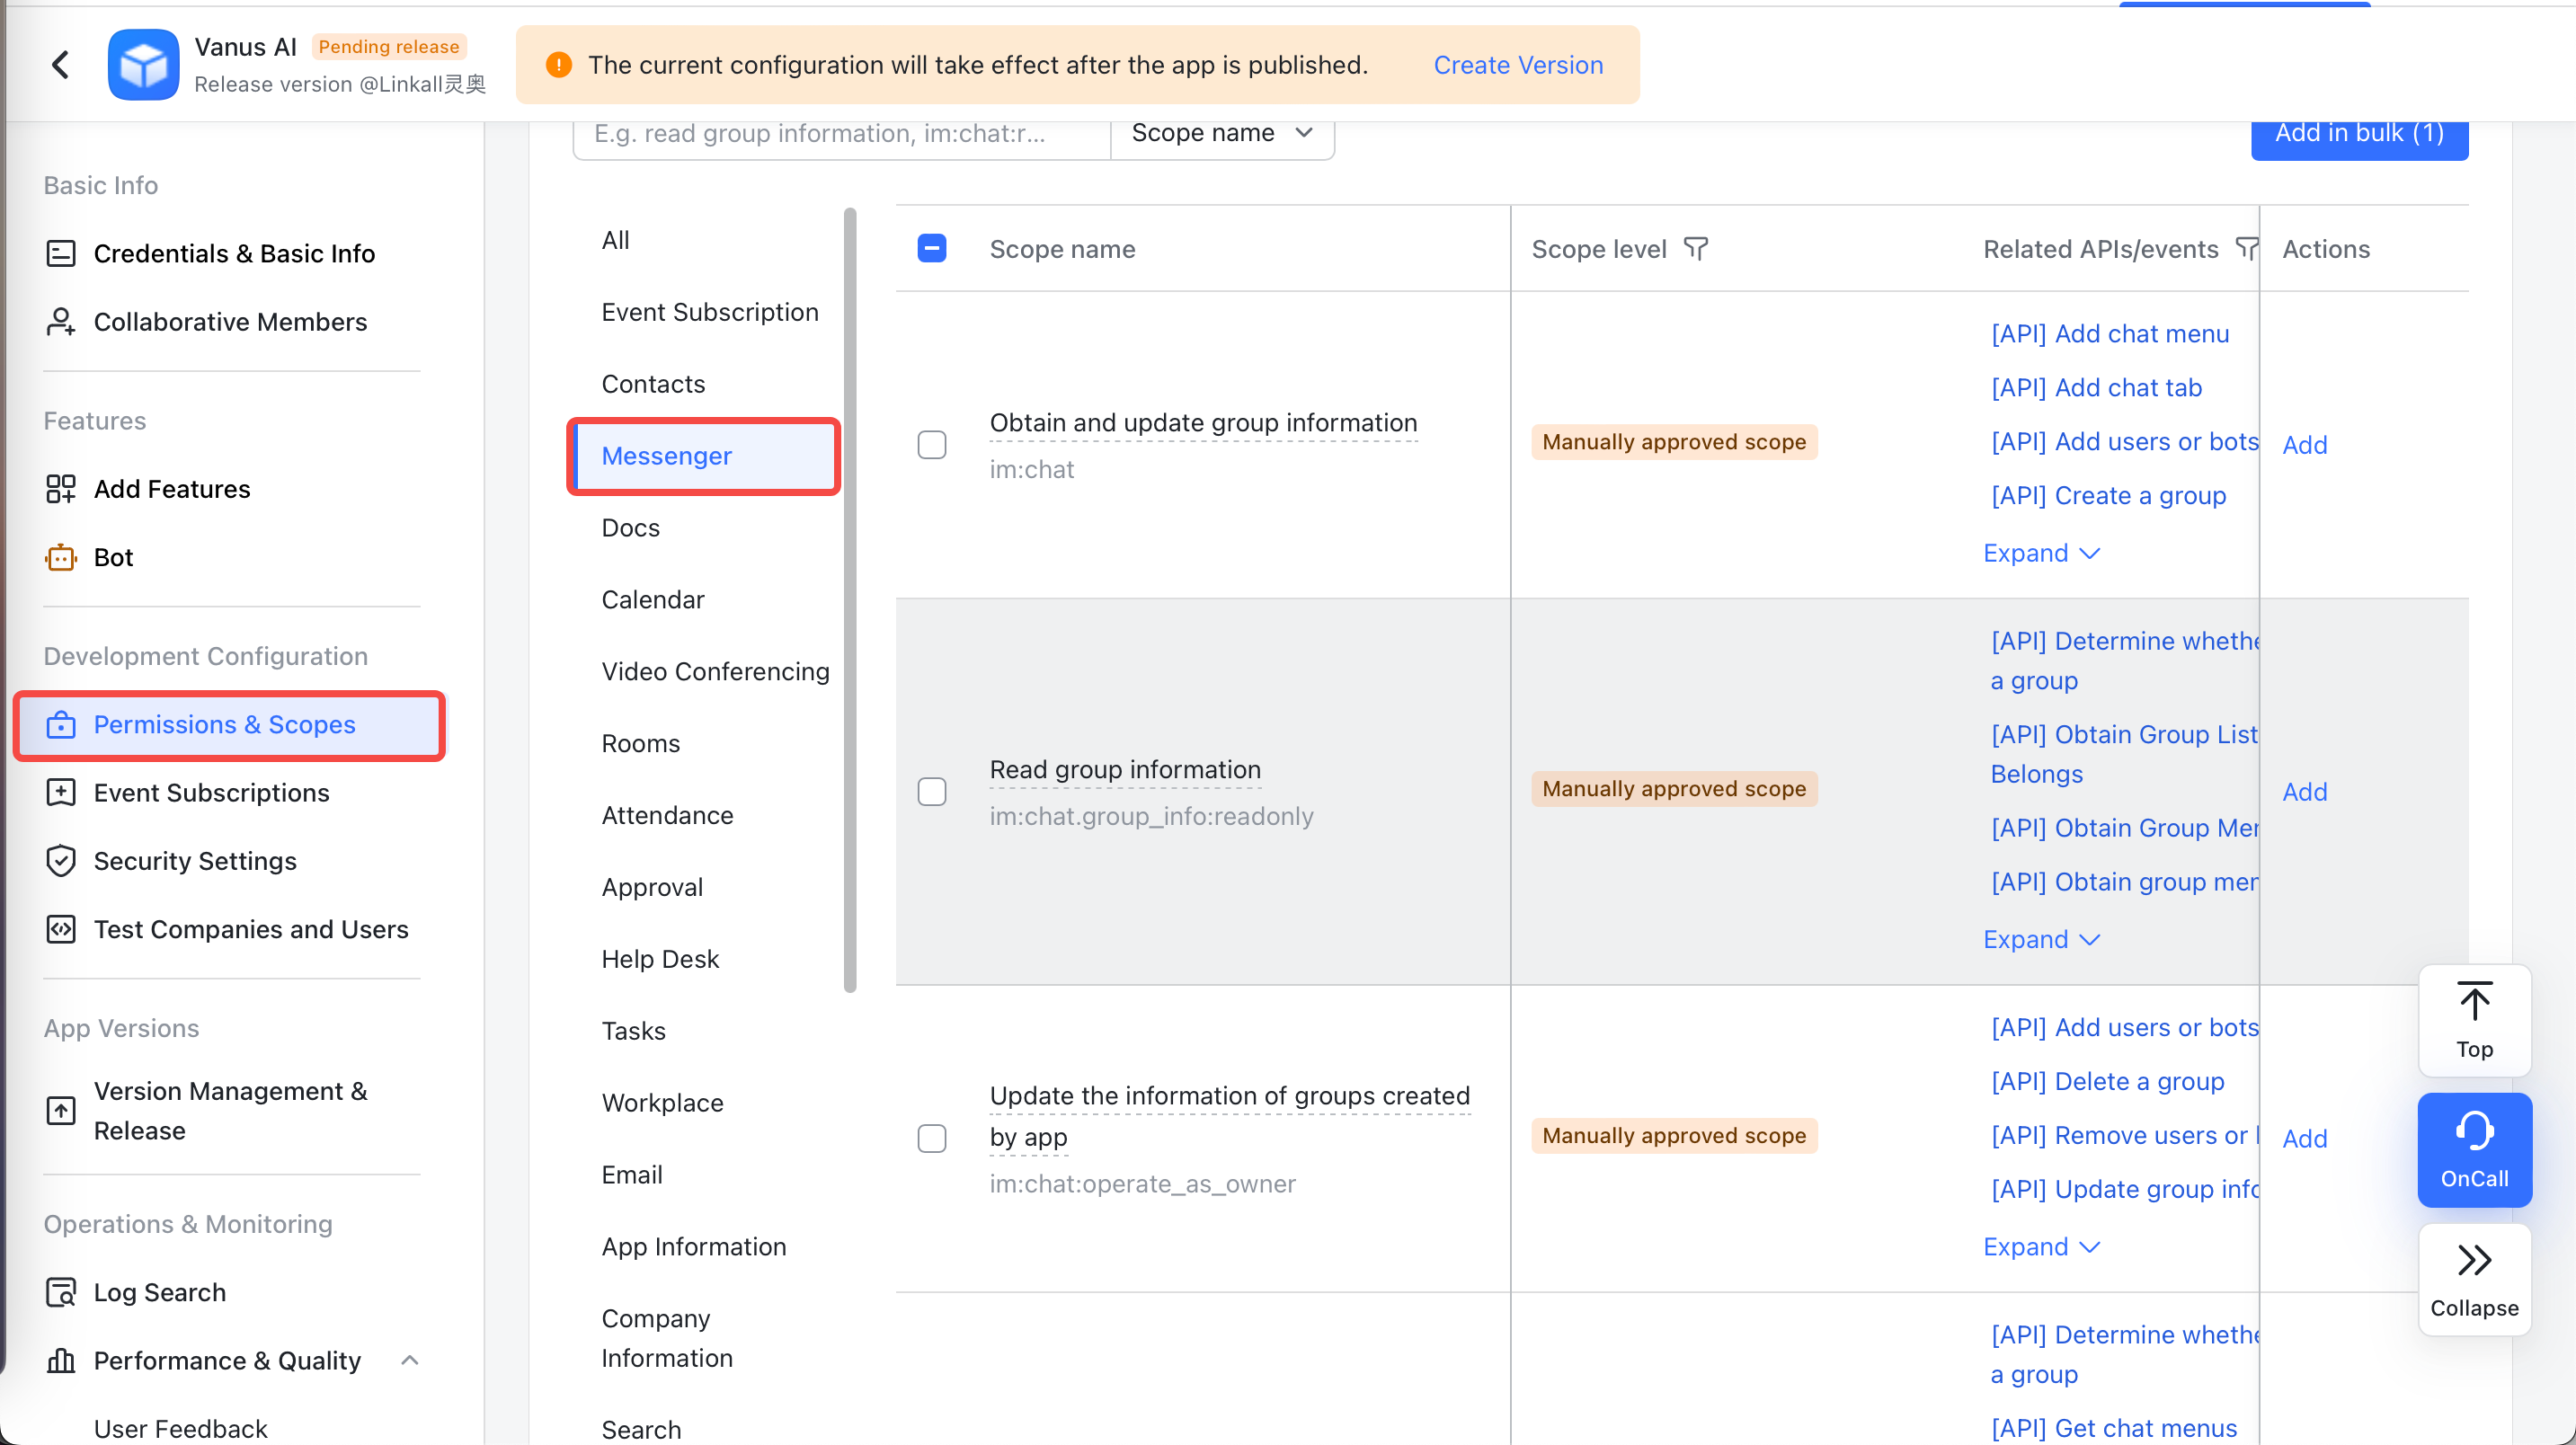 Vanus AI
Pending release
Release version @Linkall灵奥
The current configuration will take effect after the app is published.
Create Version
E.g. read group information, im:chat:r...
Scope name
Add in bulk (1)
Basic Info
Credentials & Basic Info
Collaborative Members
Features
Add Features
Bot
Development Configuration
Permissions & Scopes
Event Subscriptions
Security Settings
Test Companies and Users
App Versions
Version Management &
Release
Operations & Monitoring
Log Search
Performance & Quality
User Feedback
All
Event Subscription
Contacts
Messenger
Docs
Calendar
Video Conferencing
Rooms
Attendance
Approval
Help Desk
Tasks
Workplace
Email
App Information
Company
Information
Search
Scope name
Scope level
Related APIs/events
Actions
Obtain and update group information
im:chat
Manually approved scope
[API] Add chat menu
[API] Add chat tab
[API] Add users or bots
[API] Create a group
Expand
Add
Read group information
im:chat.group_info:readonly
Manually approved scope
[API] Determine whethe
a group
[API] Obtain Group List
Belongs
[API] Obtain Group Mer
[API] Obtain group mer
Expand
Add
Update the information of groups created
by app
im:chat:operate_as_owner
Manually approved scope
[API] Add users or bots
[API] Delete a group
[API] Remove users or
[API] Update group info
Expand
Add
[API] Determine whethe
a group
[API] Get chat menus
Top
OnCall
Collapse